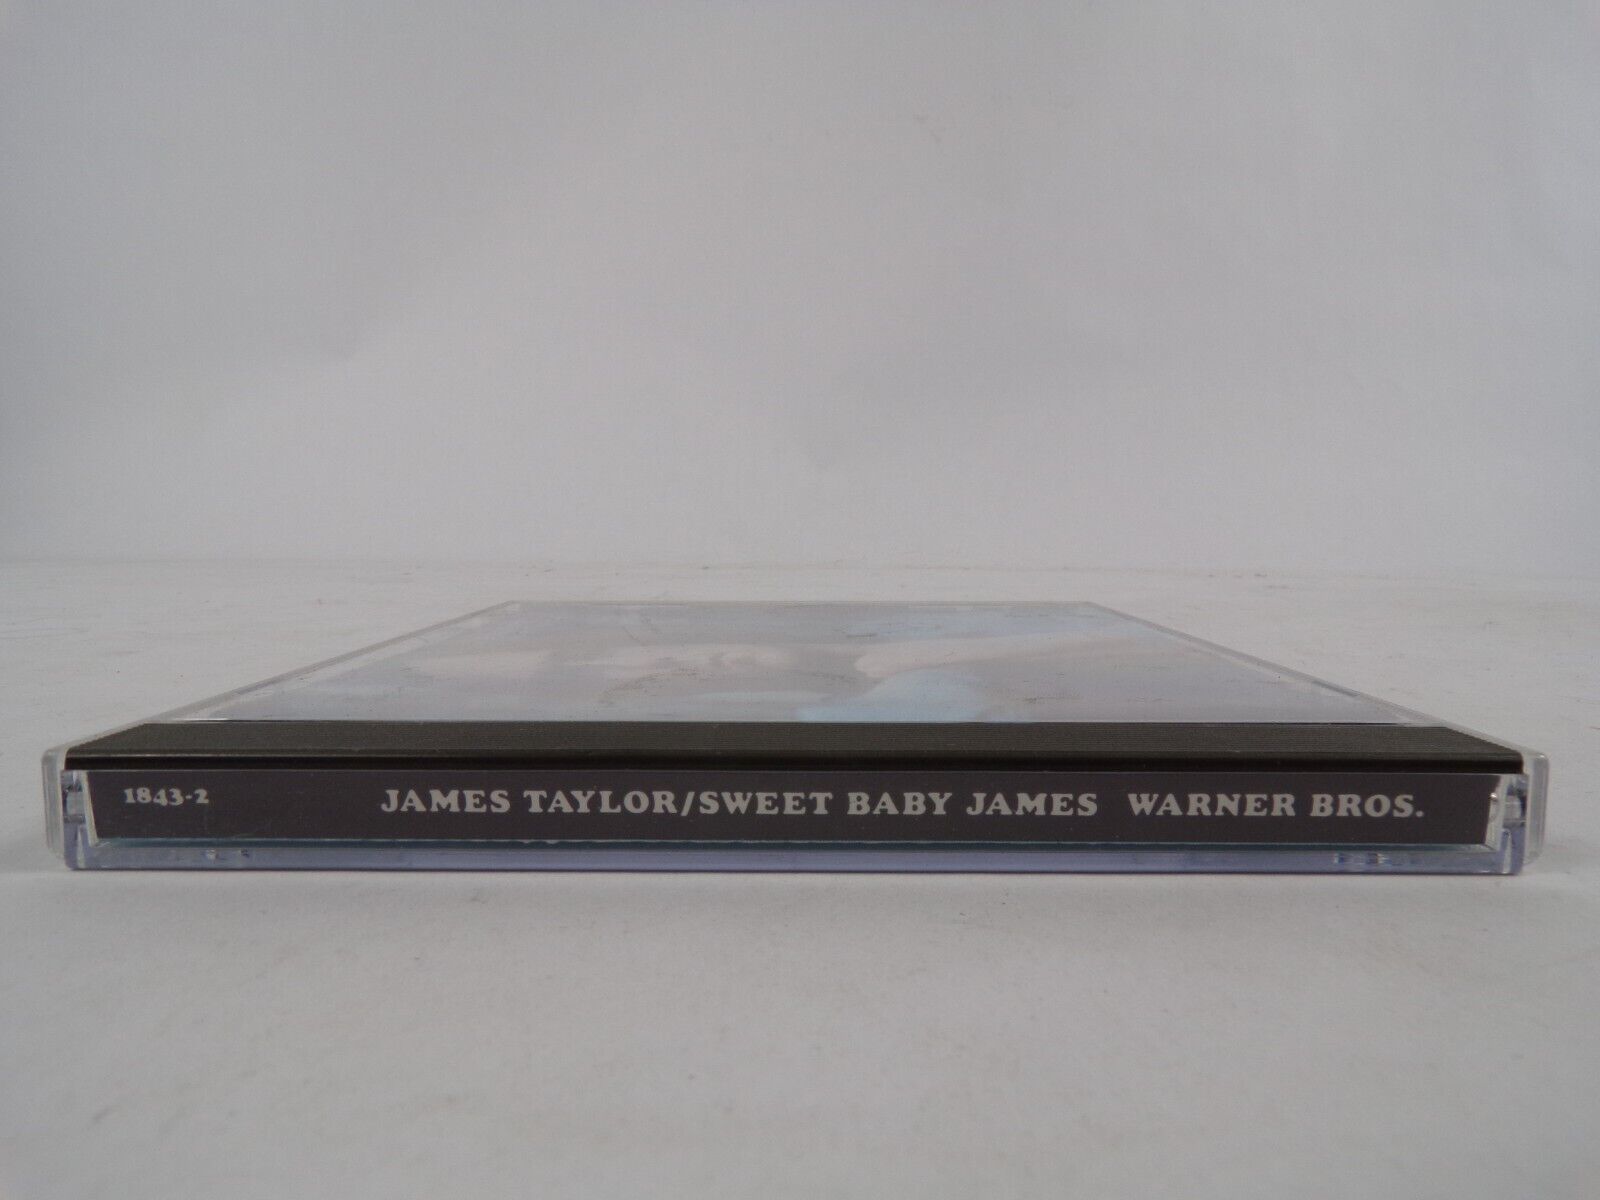 1843-2 JAMES TAYLOR/SWEET BABY JAMES WARNER BROS.